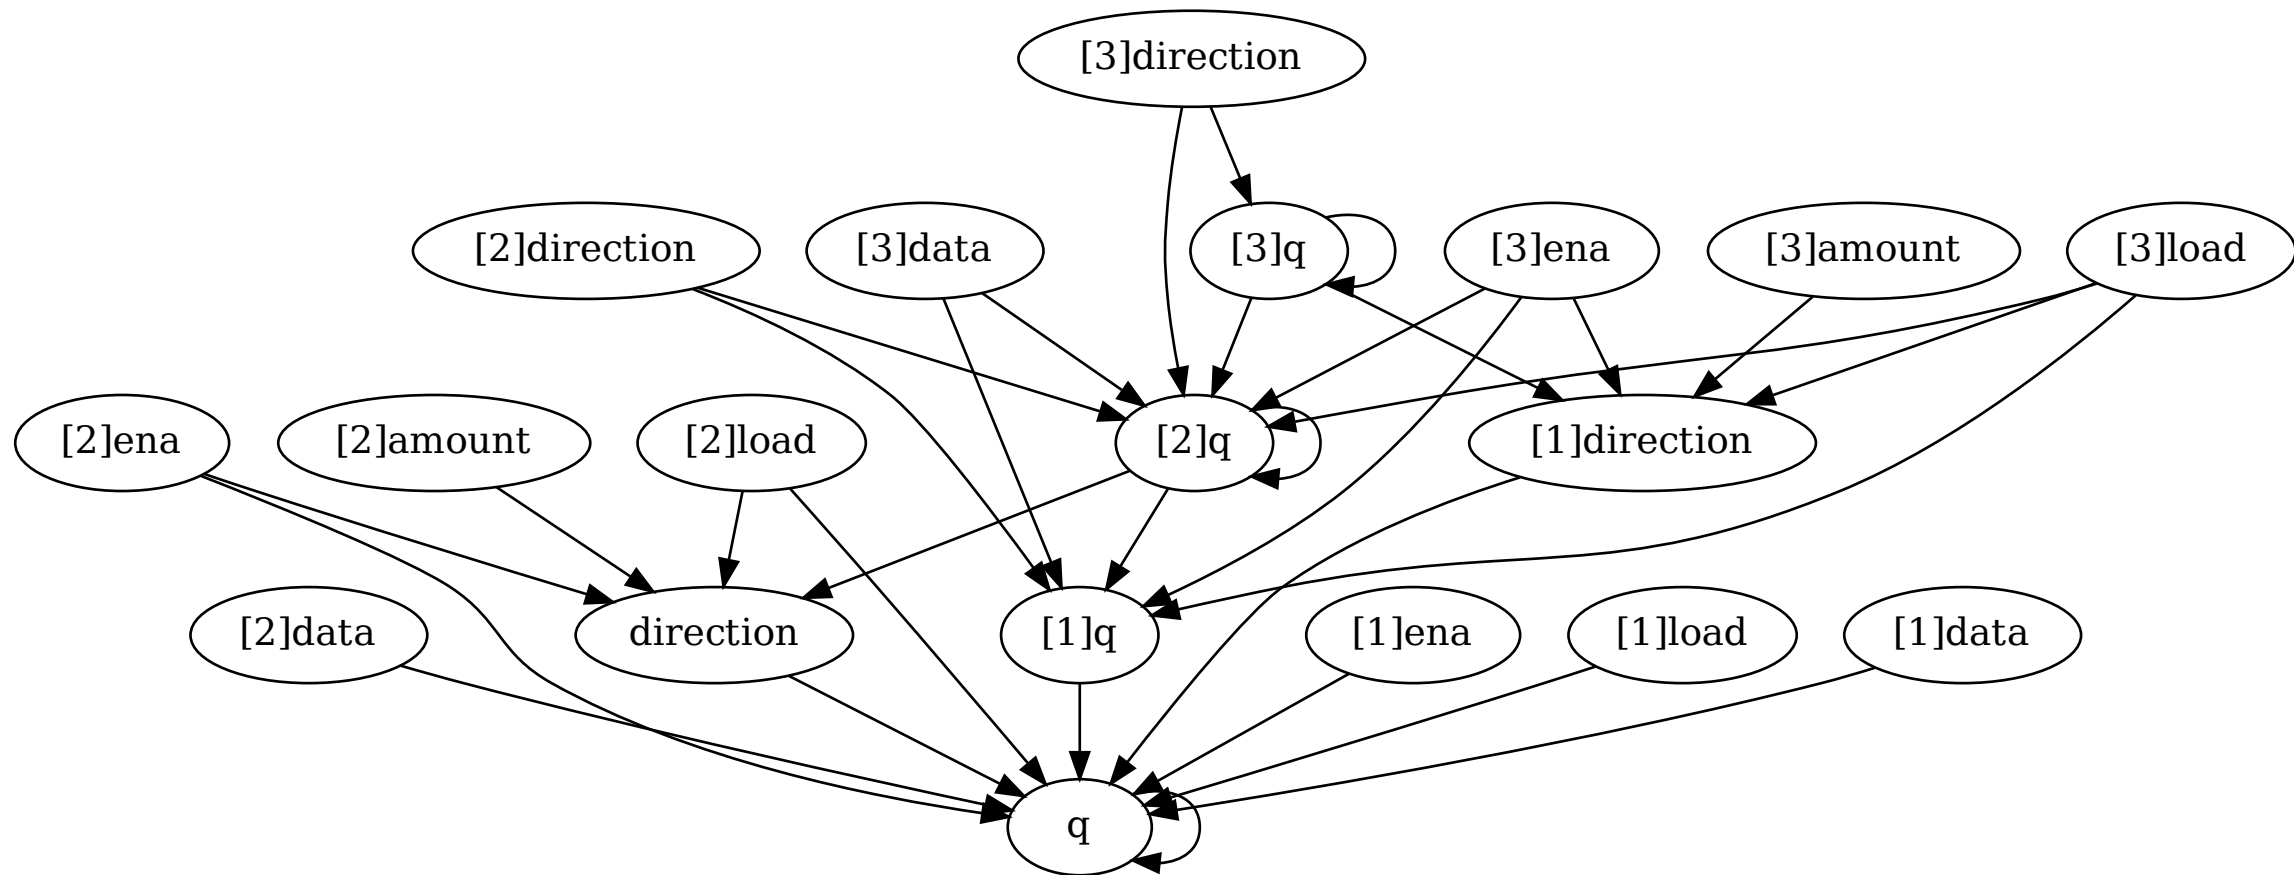 [3]direction
[2]direction
[3]data
[3]q
[3]ena
[3]amount
[3]load
[2]ena
[2]amount
[2]load
[2]q
[1]direction
[2]data
direction
[1]q
[1]ena
[1]load
[1]data
q